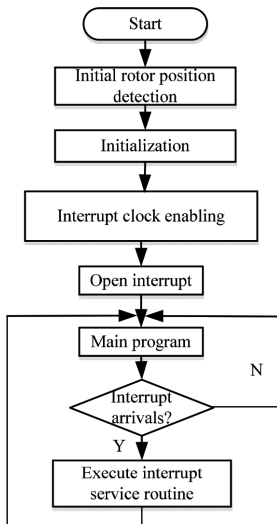 Start
Initial rotor position
detection
Initialization
Interrupt clock enabling
Open interrupt
Main program
N
Interrupt
arrivals?
Y
Execute interrupt
service routine